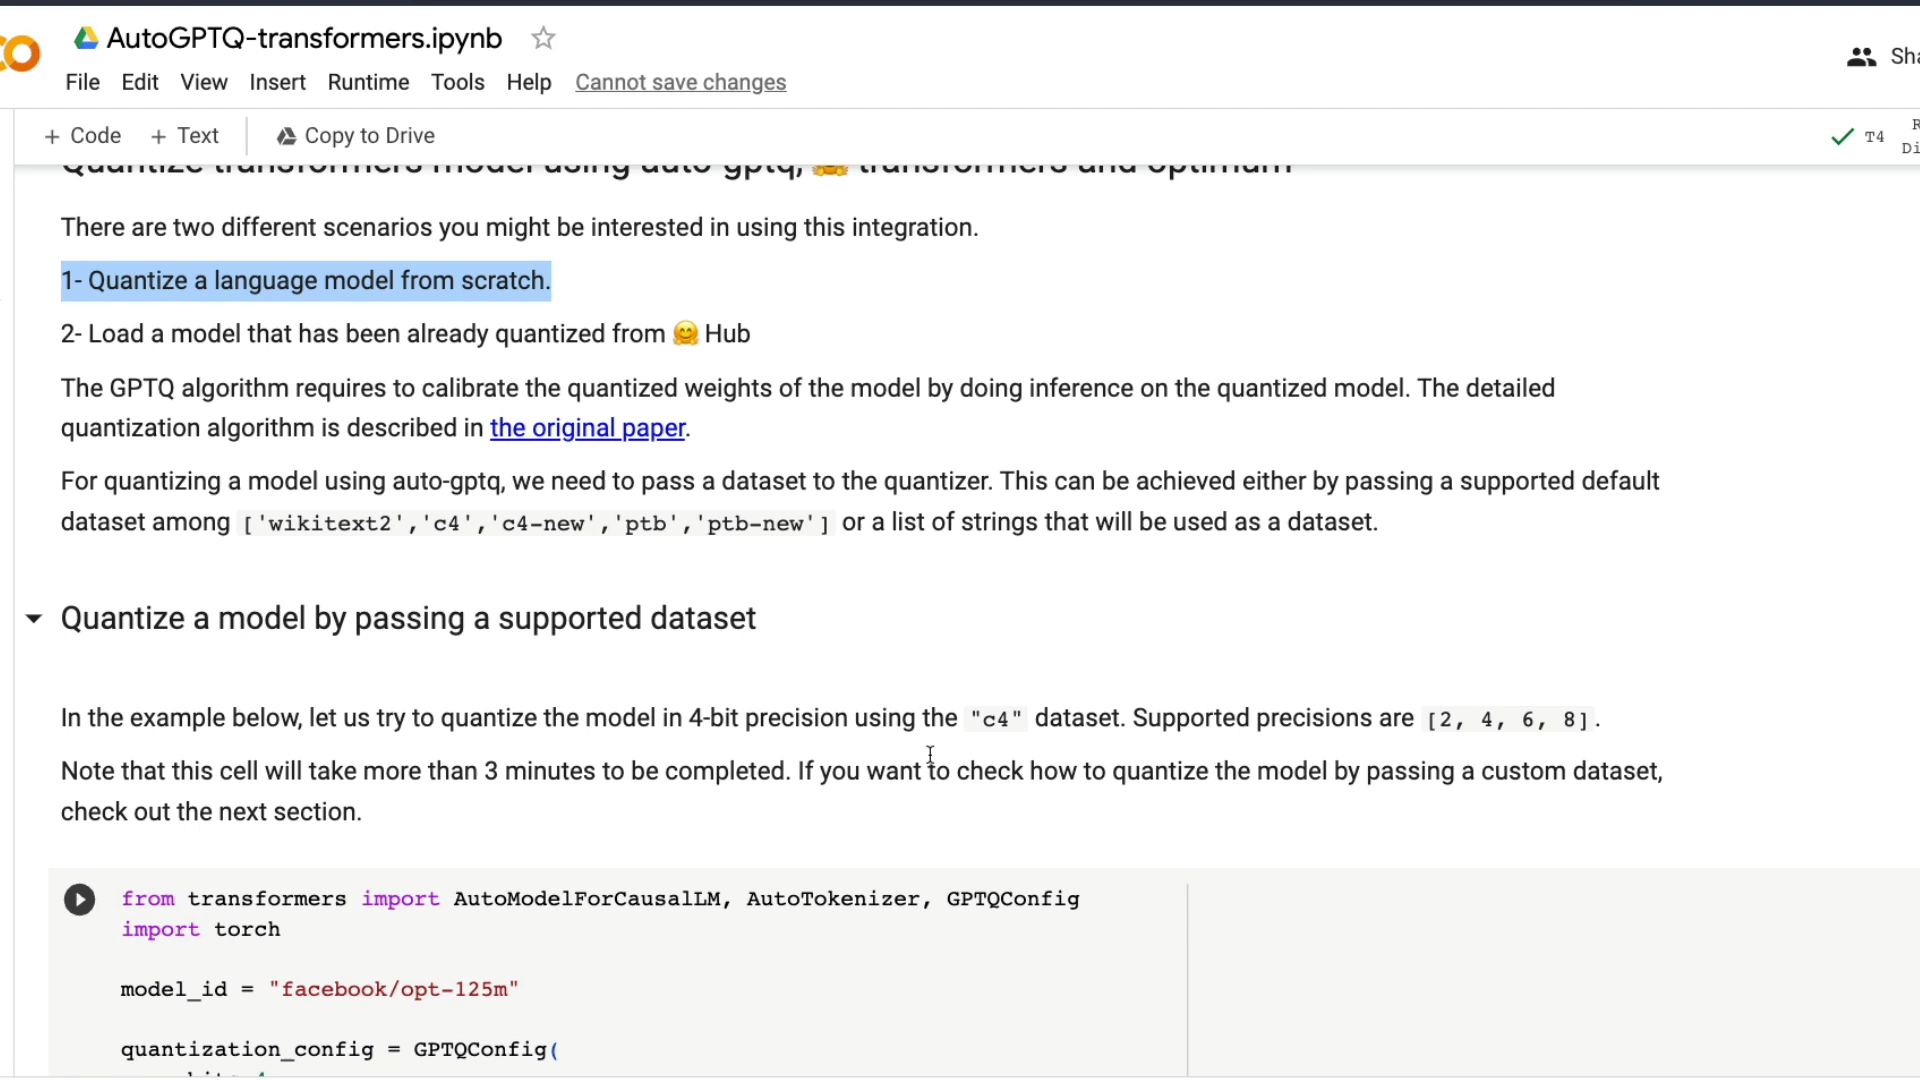 AutoGPTQ-transformers.ipynb
File Edit View Insert Runtime Tools Help Cannot save changes
+ Code + Text Copy to Drive T4
Quantize transformers model using auto-gptq, 🤗 transformers and optimum
There are two different scenarios you might be interested in using this integration.
1- Quantize a language model from scratch.
2- Load a model that has been already quantized from 🤗 Hub
The GPTQ algorithm requires to calibrate the quantized weights of the model by doing inference on the quantized model. The detailed
quantization algorithm is described in the original paper.
For quantizing a model using auto-gptq, we need to pass a dataset to the quantizer. This can be achieved either by passing a supported default
dataset among ['wikitext2','c4','c4-new','ptb','ptb-new'] or a list of strings that will be used as a dataset.
Quantize a model by passing a supported dataset
In the example below, let us try to quantize the model in 4-bit precision using the "c4" dataset. Supported precisions are [2, 4, 6, 8].
Note that this cell will take more than 3 minutes to be completed. If you want to check how to quantize the model by passing a custom dataset,
check out the next section.
from transformers import AutoModelForCausalLM, AutoTokenizer, GPTQConfig
import torch
model_id = "facebook/opt-125m"
quantization_config = GPTQConfig(